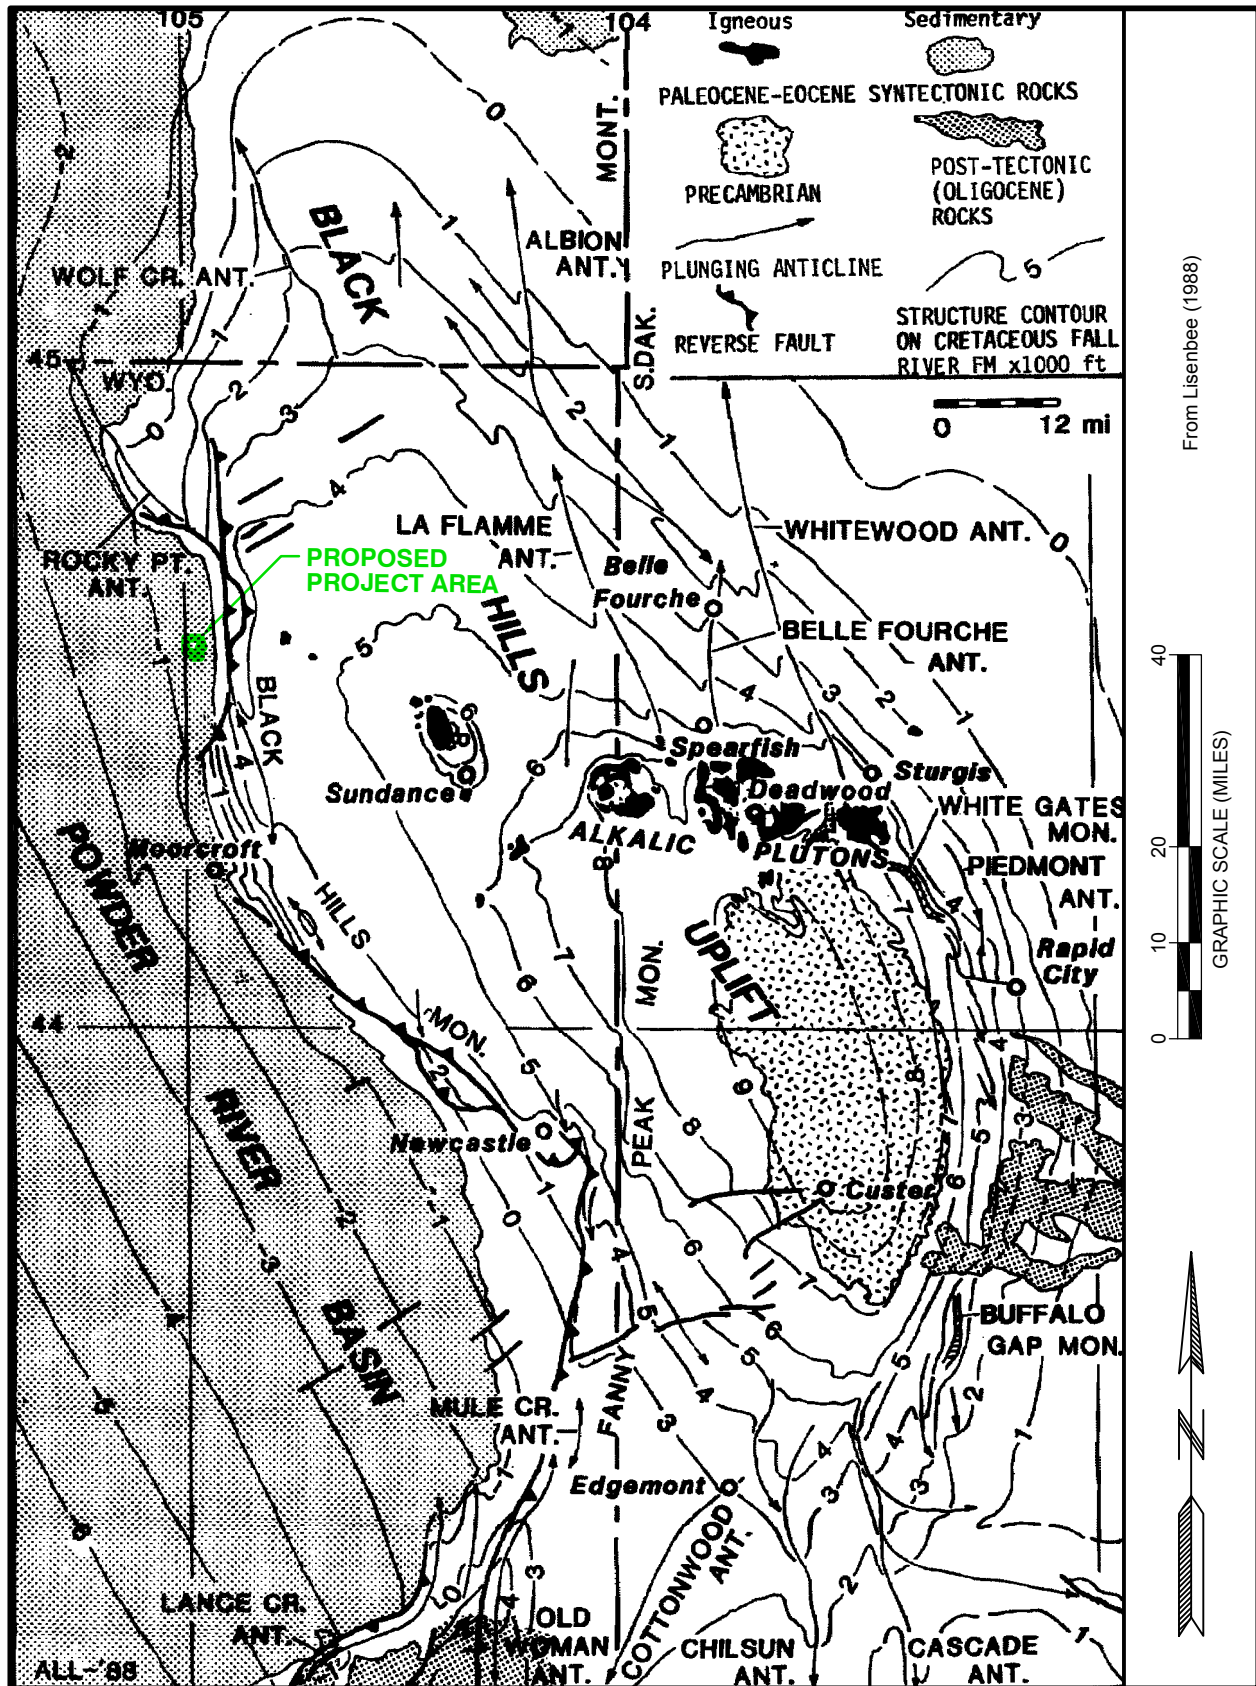 105
104
Igneous
Sedimentary
PALEOCENE-EOCENE SYNTECTONIC ROCKS
PRECAMBRIAN
POST-TECTONIC
(OLIGOCENE)
ROCKS
PLUNGING ANTICLINE
5
REVERSE FAULT
STRUCTURE CONTOUR
ON CRETACEOUS FALL
RIVER FM x1000 ft
0 12 mi
From Lisenbee (1988)
MONT.
S.DAK.
WYO.
45
44
BLACK
HILLS
UPLIFT
ALBION
ANT.
WOLF CR. ANT.
ROCKY PT.
ANT.
PROPOSED
PROJECT AREA
LA FLAMME
ANT.
Belle
Fourche
WHITEWOOD ANT.
BELLE FOURCHE
ANT.
BLACK
HILLS
MON.
Sundance
Spearfish
Sturgis
Deadwood
ALKALIC
PLUTONS
WHITE GATES
MON.
PIEDMONT
ANT.
Rapid
City
Moorcroft
POWDER
RIVER
BASIN
Newcastle
FANNY
PEAK
MON.
Custer
BUFFALO
GAP MON.
MULE CR.
ANT.
Edgemont
COTTONWOOD
ANT.
LANCE CR.
ANT.
OLD
WOMAN
ANT.
CHILSUN
ANT.
CASCADE
ANT.
ALL-'88
0 10 20 40
GRAPHIC SCALE (MILES)
N